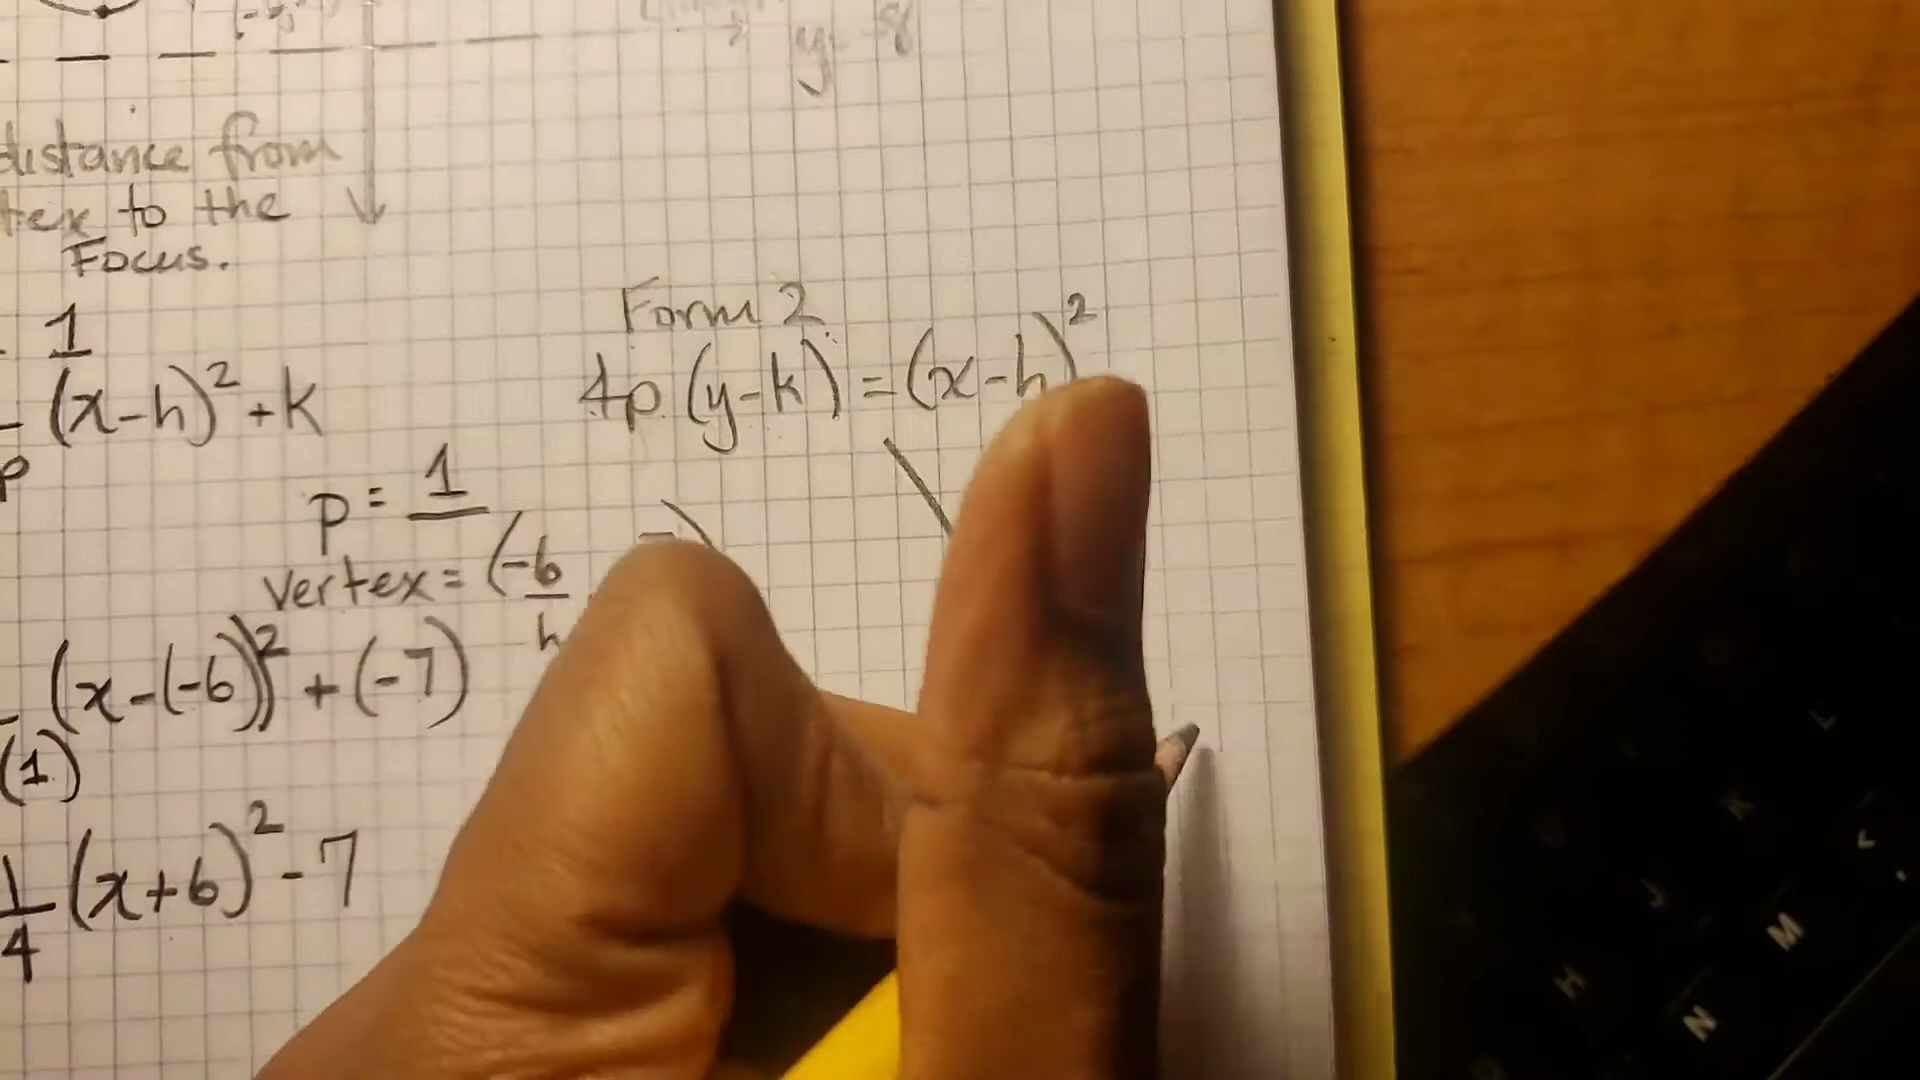 y= -8
distance from
to the
Focus.
1
(x-h)² + k
p
Form 2
4p (y-k) = (x-h)²
p = 1
vertex = (-6
h
(x-(-6))² + (-7)
(1)
1
4
(x+6)² - 7
L
K
J
H
M
N
<
.